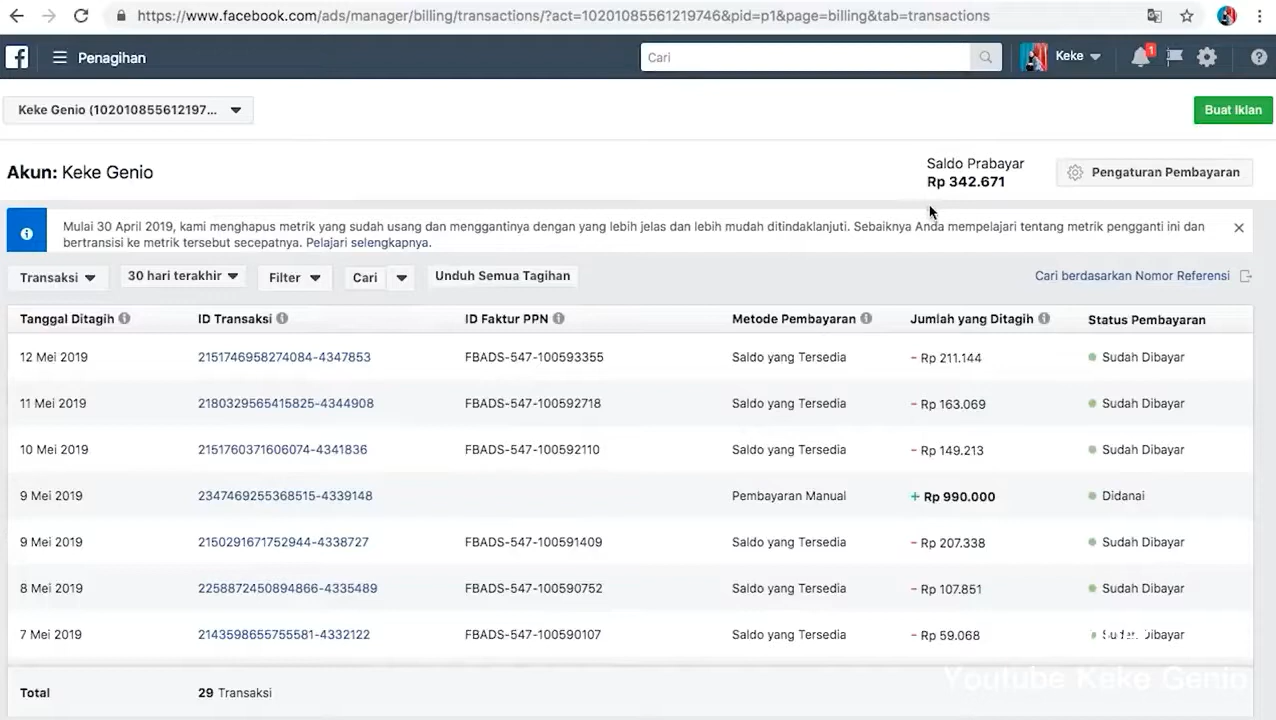 https://www.facebook.com/ads/manager/billing/transactions/?act=10201085561219746&pid=p1&page=billing&tab=transactions
Penagihan
Cari
Keke
1
Keke Genio (102010855612197...
Buat Iklan
Akun: Keke Genio
Saldo Prabayar
Rp 342.671
Pengaturan Pembayaran
Mulai 30 April 2019, kami menghapus metrik yang sudah usang dan menggantinya dengan yang lebih jelas dan lebih mudah ditindaklanjuti. Sebaiknya Anda mempelajari tentang metrik pengganti ini dan
bertransisi ke metrik tersebut secepatnya. Pelajari selengkapnya.
Transaksi 30 hari terakhir Filter Cari Unduh Semua Tagihan Cari berdasarkan Nomor Referensi
Tanggal Ditagih ID Transaksi ID Faktur PPN Metode Pembayaran Jumlah yang Ditagih Status Pembayaran
12 Mei 2019 2151746958274084-4347853 FBADS-547-100593355 Saldo yang Tersedia - Rp 211.144 Sudah Dibayar
11 Mei 2019 2180329565415825-4344908 FBADS-547-100592718 Saldo yang Tersedia - Rp 163.069 Sudah Dibayar
10 Mei 2019 2151760371606074-4341836 FBADS-547-100592110 Saldo yang Tersedia - Rp 149.213 Sudah Dibayar
9 Mei 2019 2347469255368515-4339148 Pembayaran Manual + Rp 990.000 Didanai
9 Mei 2019 2150291671752944-4338727 FBADS-547-100591409 Saldo yang Tersedia - Rp 207.338 Sudah Dibayar
8 Mei 2019 2258872450894866-4335489 FBADS-547-100590752 Saldo yang Tersedia - Rp 107.851 Sudah Dibayar
7 Mei 2019 2143598655755581-4332122 FBADS-547-100590107 Saldo yang Tersedia - Rp 59.068 Sudah Dibayar
Youtube Keke Genio
Total 29 Transaksi